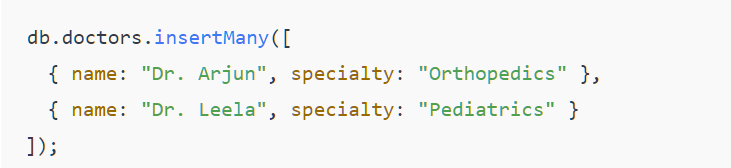 db.doctors.insertMany([
  { name: "Dr. Arjun", specialty: "Orthopedics" },
  { name: "Dr. Leela", specialty: "Pediatrics" }
]);